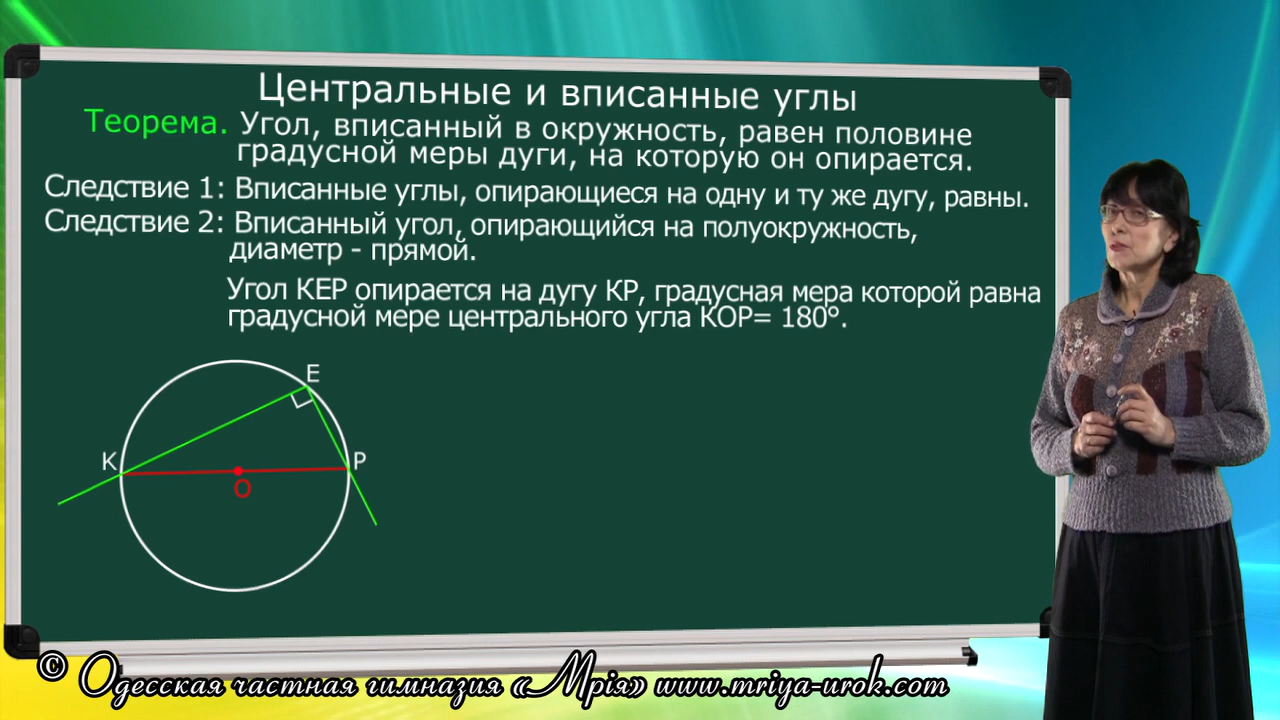 Центральные и вписанные углы
Теорема. Угол, вписанный в окружность, равен половине
градусной меры дуги, на которую он опирается.
Следствие 1: Вписанные углы, опирающиеся на одну и ту же дугу, равны.
Следствие 2: Вписанный угол, опирающийся на полуокружность,
диаметр - прямой.
Угол КЕР опирается на дугу КР, градусная мера которой равна
градусной мере центрального угла КОР= 180°.
Е
К
Р
О
© Одесская частная гимназия «Мрія» www.mriya-urok.com